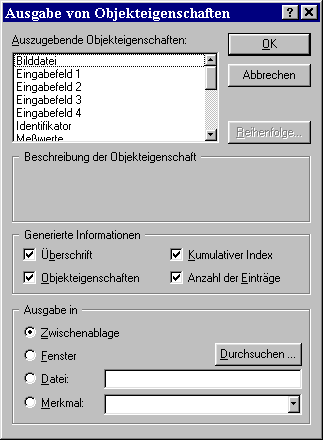 Ausgabe von Objekteigenschaften
Auszugebende Objekteigenschaften:
OK
Bilddatei
Eingabefeld 1
Abbrechen
Eingabefeld 2
Eingabefeld 3
Eingabefeld 4
Identifikator
Reihenfolge...
Meßwerte
Beschreibung der Objekteigenschaft
Generierte Informationen
Überschrift
Kumulativer Index
Objekteigenschaften
Anzahl der Einträge
Ausgabe in
Zwischenablage
Fenster
Durchsuchen ...
Datei:
Merkmal: